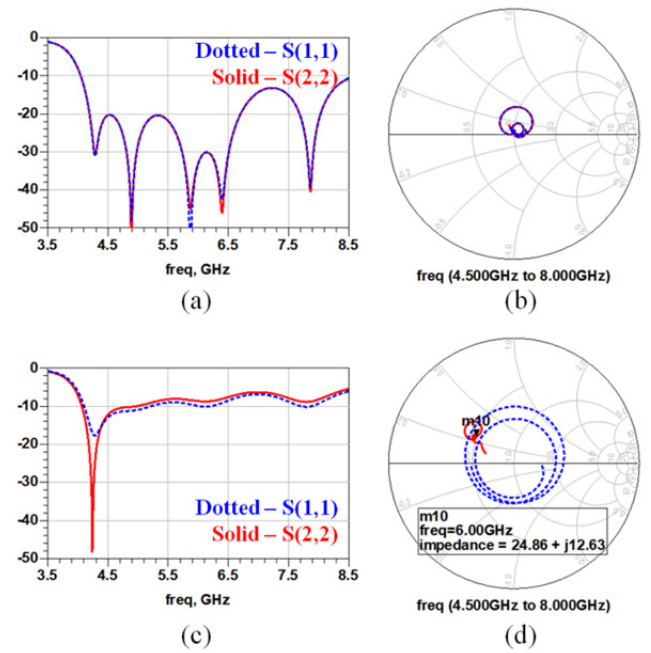 0
-10
-20
-30
-40
-50
Dotted – S(1,1)
Solid – S(2,2)
3.5 4.5 5.5 6.5 7.5 8.5
freq, GHz
(a)
freq (4.500GHz to 8.000GHz)
(b)
0
-10
-20
-30
-40
-50
Dotted – S(1,1)
Solid – S(2,2)
3.5 4.5 5.5 6.5 7.5 8.5
freq, GHz
(c)
m10
m10
freq=6.00GHz
impedance = 24.86 + j12.63
freq (4.500GHz to 8.000GHz)
(d)